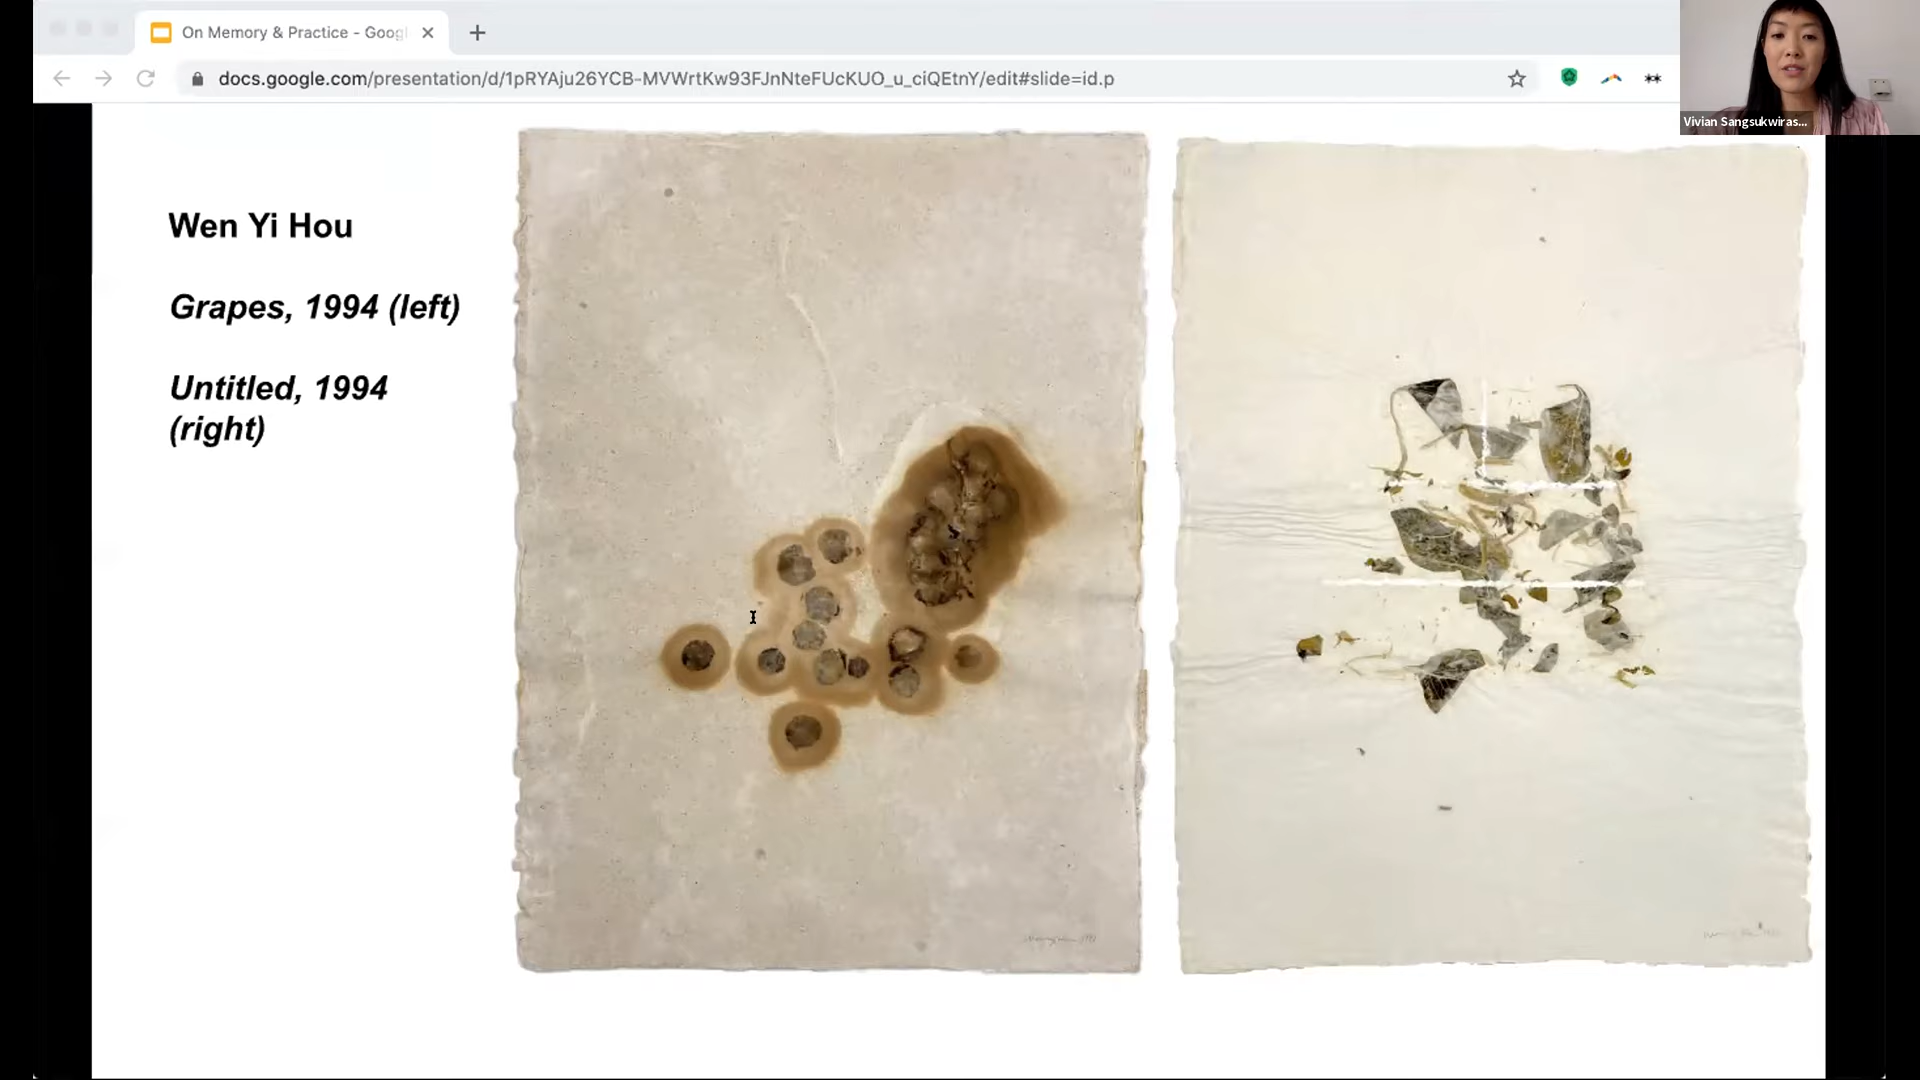 On Memory & Practice - Goog
docs.google.com/presentation/d/1pRYAju26YCB-MVWrtKw93FJnNteFUcKUO_u_ciQEtnY/edit#slide=id.p
Vivian Sangsukwiras...
Wen Yi Hou
Grapes, 1994 (left)
Untitled, 1994
(right)